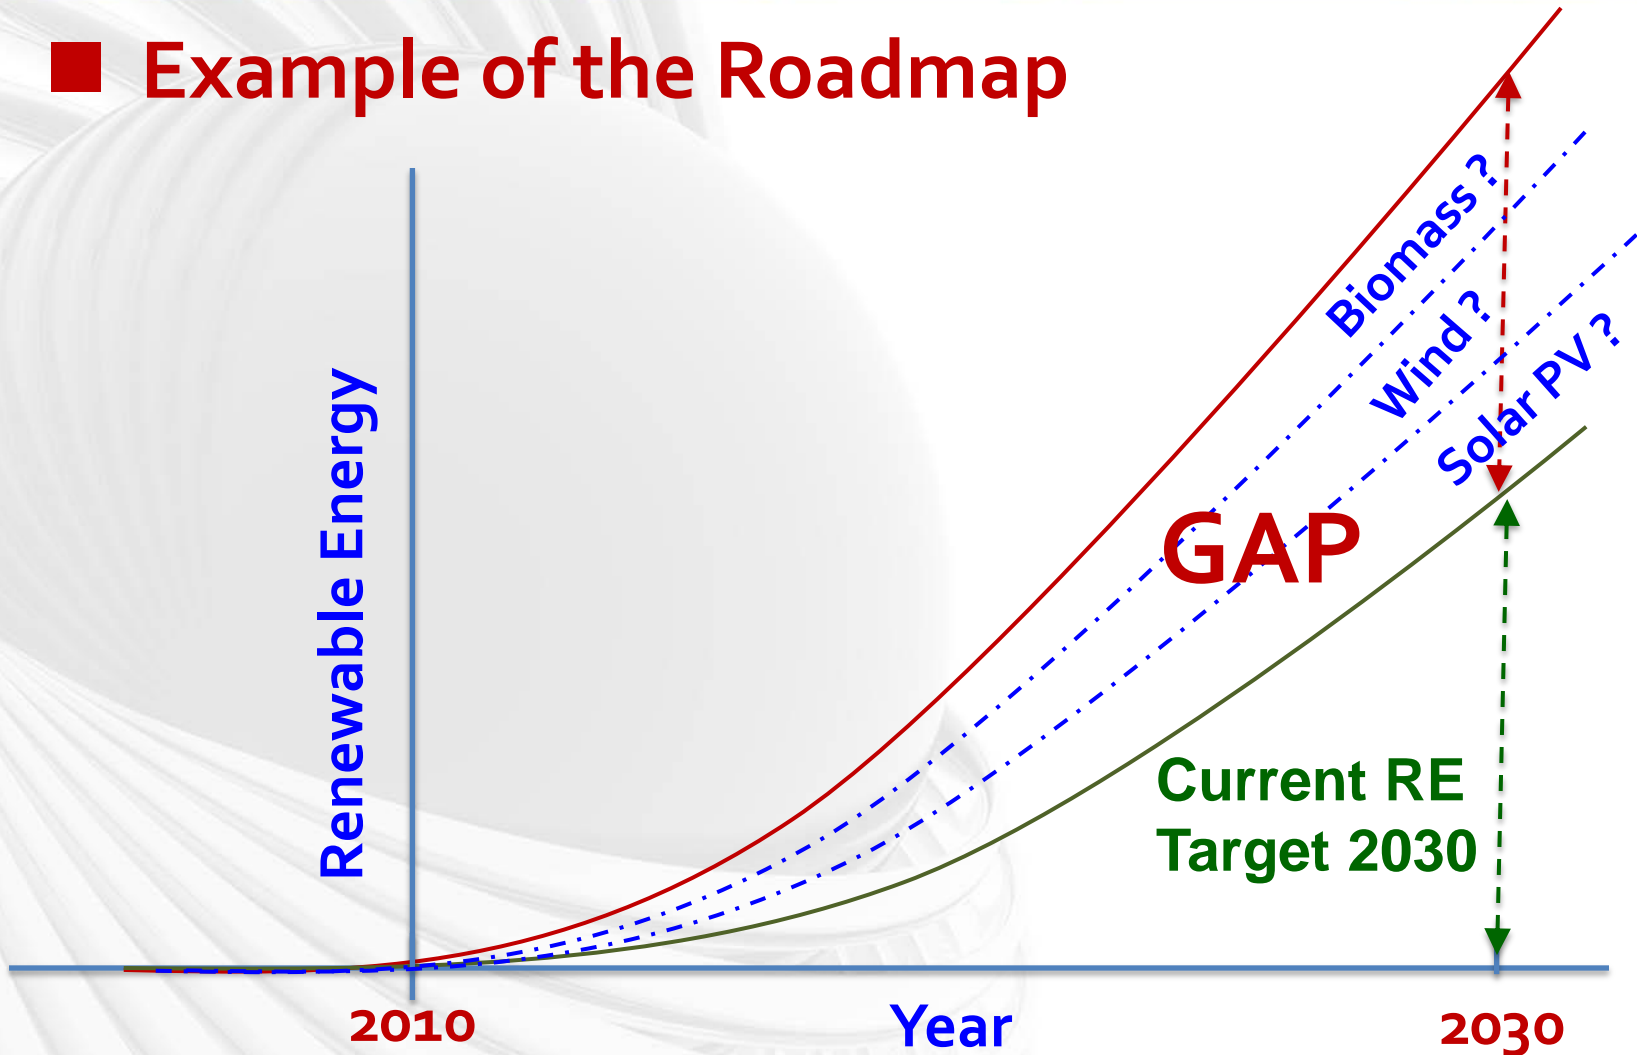 Example of the Roadmap
Renewable Energy
Biomass ?
Wind ?
Solar PV ?
GAP
Current RE
Target 2030
2010
Year
2030